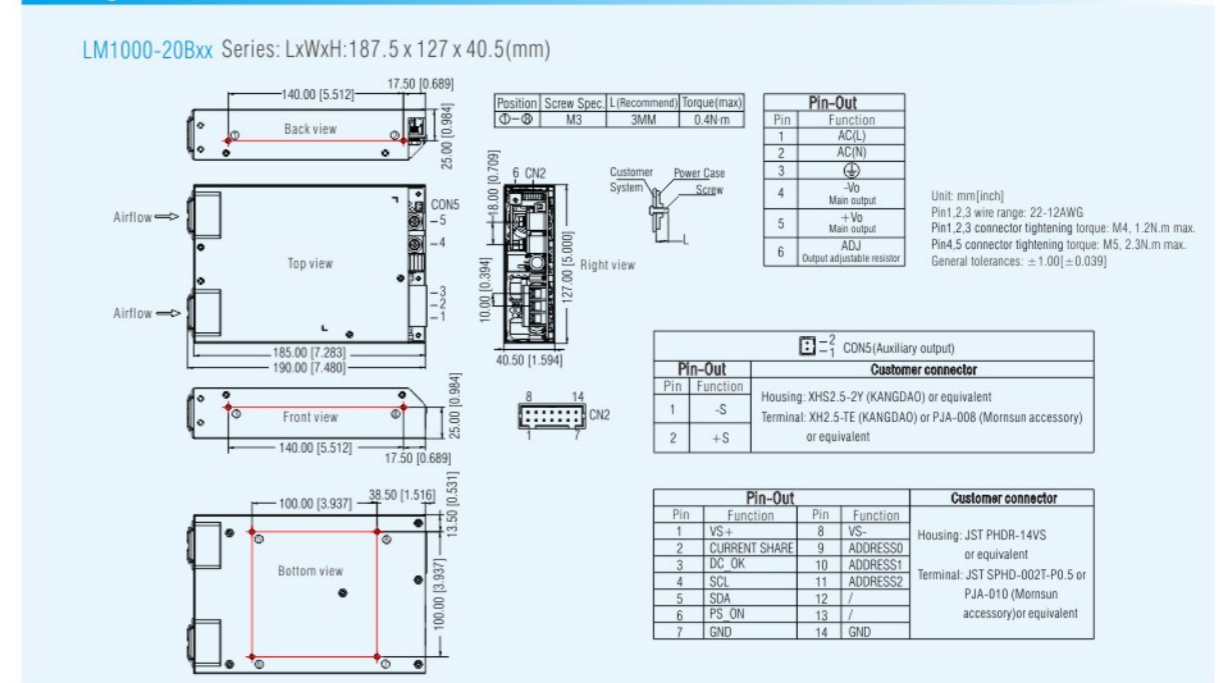 LM1000-20Bxx Series: LxWxH:187.5 x 127 x 40.5(mm)
140.00 [5.512]
17.50 [0.689]
① ②
Back view
25.00 [0.984]
Position Screw Spec. L(Recommend) Torque(max)
①-⑧ M3 3MM 0.4N·m
Pin-Out
Pin Function
1 AC(L)
2 AC(N)
3
4 -Vo
Main output
5 +Vo
Main output
6 ADJ
Output adjustable resistor
Unit: mm[inch]
Pin1,2,3 wire range: 22-12AWG
Pin1,2,3 connector tightening torque: M4, 1.2N.m max.
Pin4,5 connector tightening torque: M5, 2.3N.m max.
General tolerances: ±1.00[±0.039]
Customer System
Power Case
Screw
L
Airflow
Airflow
Top view
CON5
5
4
3
2
1
185.00 [7.283]
190.00 [7.480]
6 CN2
18.00 [0.709]
10.00 [0.394]
127.00 [5.000]
Right view
40.50 [1.594]
Front view
25.00 [0.984]
140.00 [5.512]
17.50 [0.689]
8 14
CN2
1 7
2
1 CON5(Auxiliary output)
Pin-Out Customer connector
Pin Function
1 -S
2 +S
Housing: XHS2.5-2Y (KANGDAO) or equivalent
Terminal: XH2.5-TE (KANGDAO) or PJA-008 (Mornsun accessory)
or equivalent
100.00 [3.937]
38.50 [1.516]
13.50 [0.531]
Bottom view
100.00 [3.937]
Pin-Out Customer connector
Pin Function Pin Function
1 VS+ 8 VS-
2 CURRENT SHARE 9 ADDRESS0
3 DC_OK 10 ADDRESS1
4 SCL 11 ADDRESS2
5 SDA 12 /
6 PS_ON 13 /
7 GND 14 GND
Housing: JST PHDR-14VS
or equivalent
Terminal: JST SPHD-002T-P0.5 or
PJA-010 (Mornsun
accessory)or equivalent